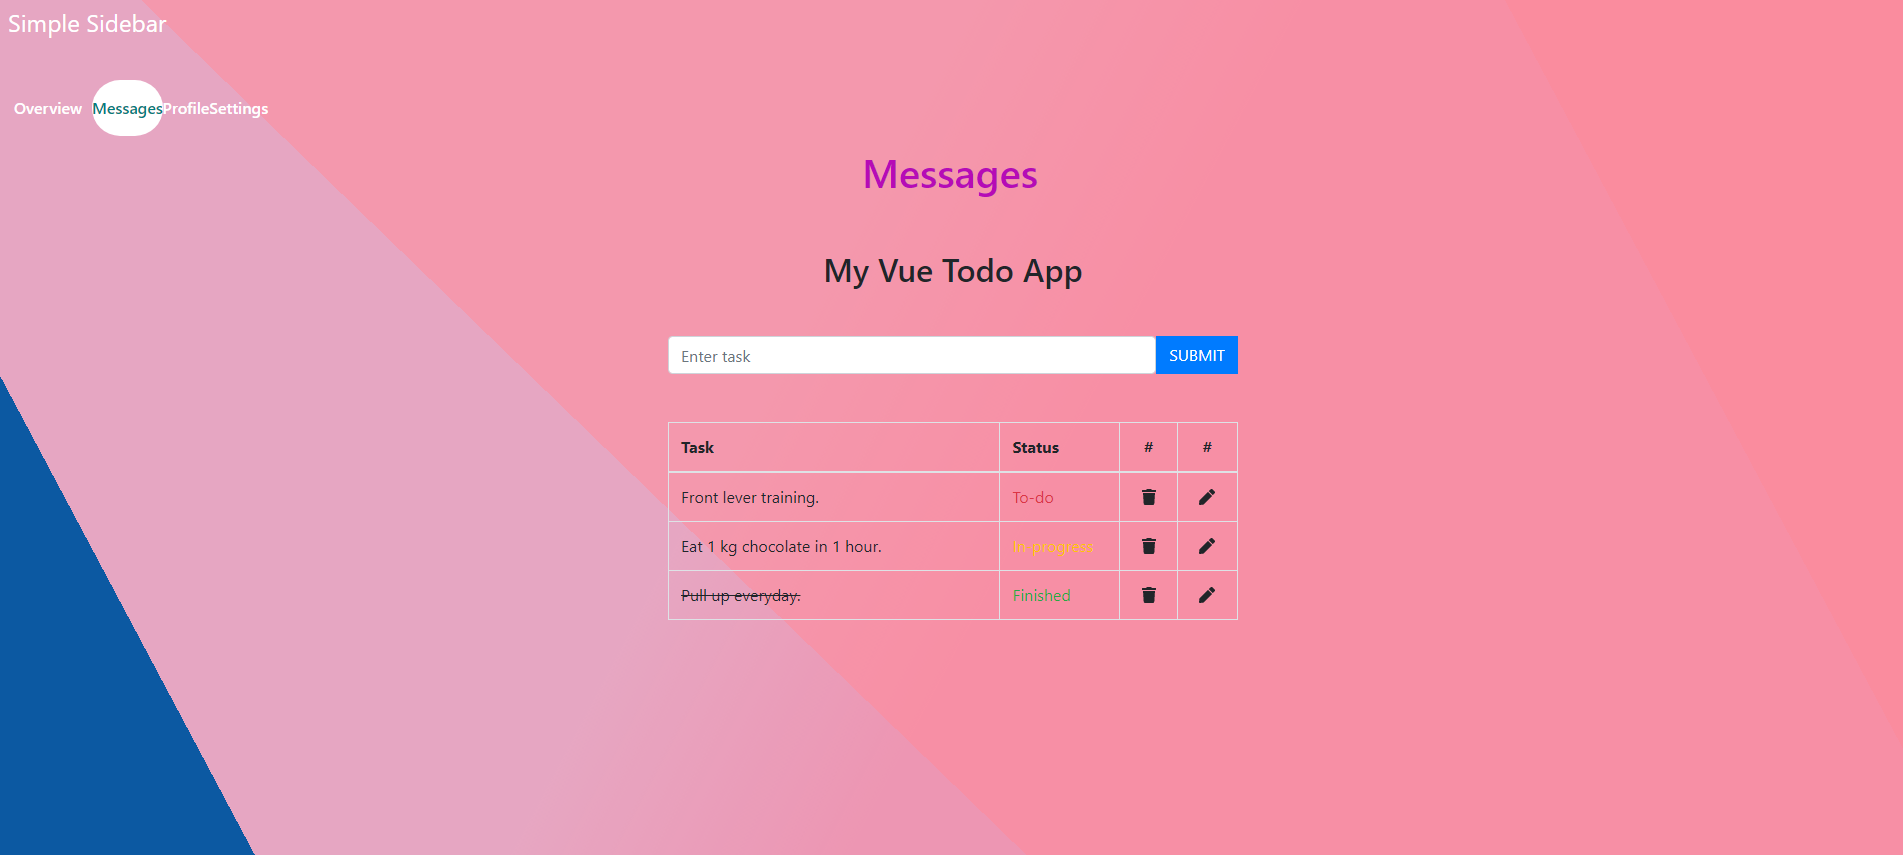 Simple Sidebar
Overview Messages Profile Settings
Messages
My Vue Todo App
Enter task SUBMIT
Task Status # #
Front lever training. To-do
Eat 1 kg chocolate in 1 hour. In-progress
Pull up everyday. Finished